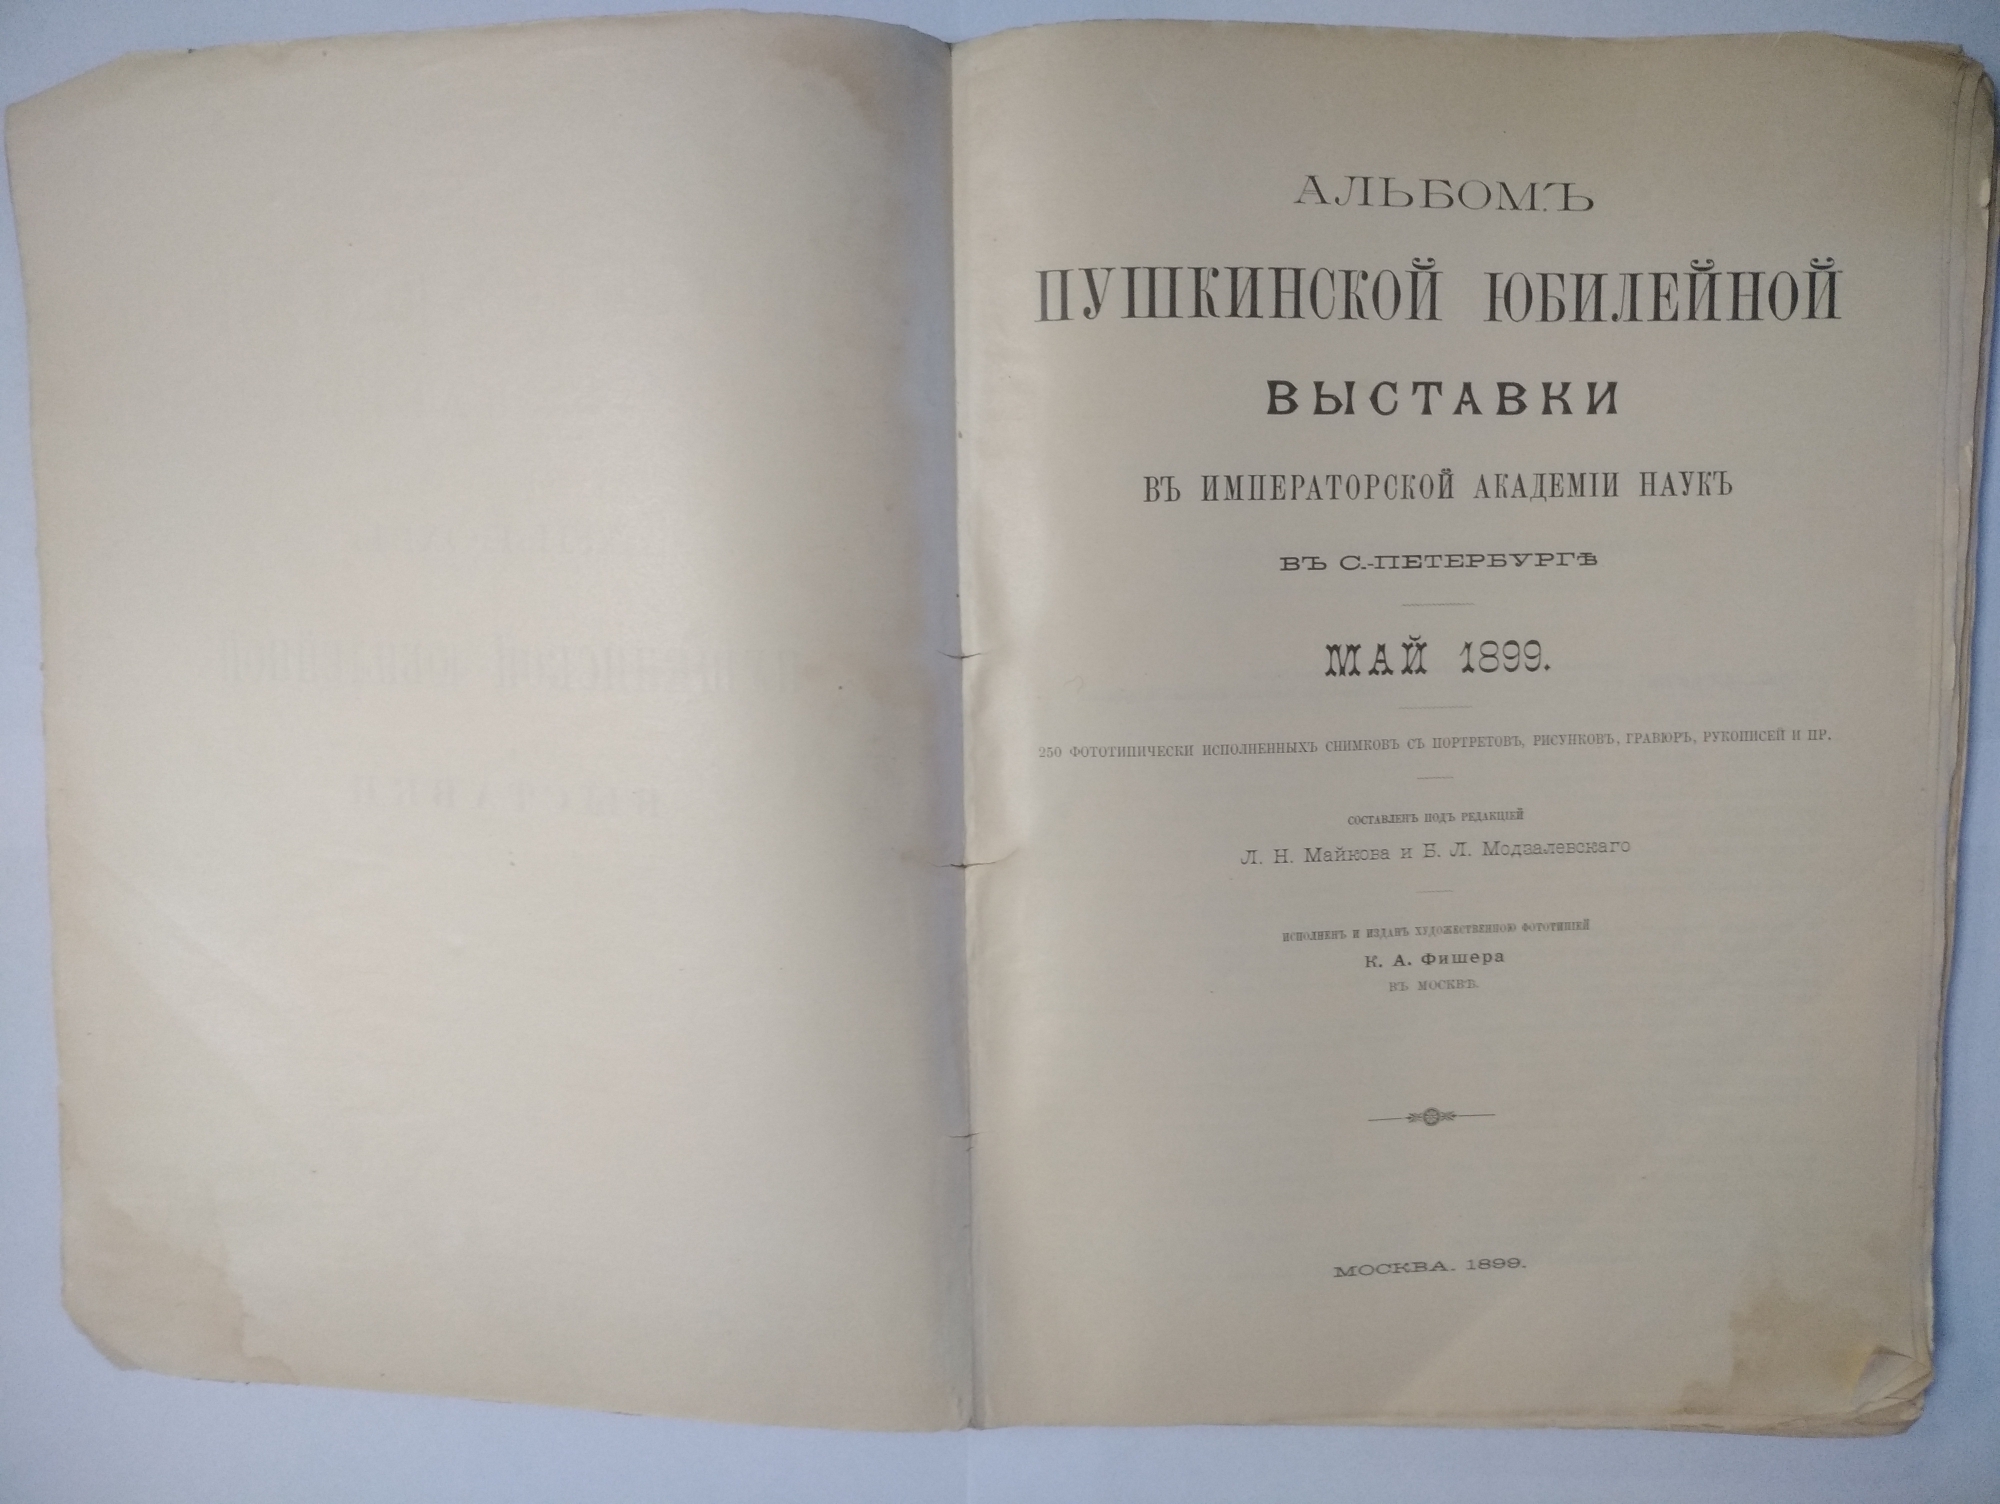 АЛЬБОМЪ
ПУШКИНСКОЙ ЮБИЛЕЙНОЙ
ВЫСТАВКИ
ВЪ ИМПЕРАТОРСКОЙ АКАДЕМІИ НАУКЪ
ВЪ С.-ПЕТЕРБУРГѢ
МАЙ 1899.
250 ФОТОТИПИЧЕСКИ ИСПОЛНЕННЫХЪ СНИМКОВЪ СЪ ПОРТРЕТОВЪ, РИСУНКОВЪ, ГРАВЮРЪ, РУКОПИСЕЙ И ПР.
СОСТАВЛЕНЪ ПОДЪ РЕДАКЦІЕЙ
Л. Н. Майкова и Б. Л. Модзалевскаго
ИСПОЛНЕНЪ И ИЗДАНЪ ХУДОЖЕСТВЕННОЮ ФОТОТИПІЕЙ
К. А. Фишера
ВЪ МОСКВѢ.
МОСКВА. 1899.